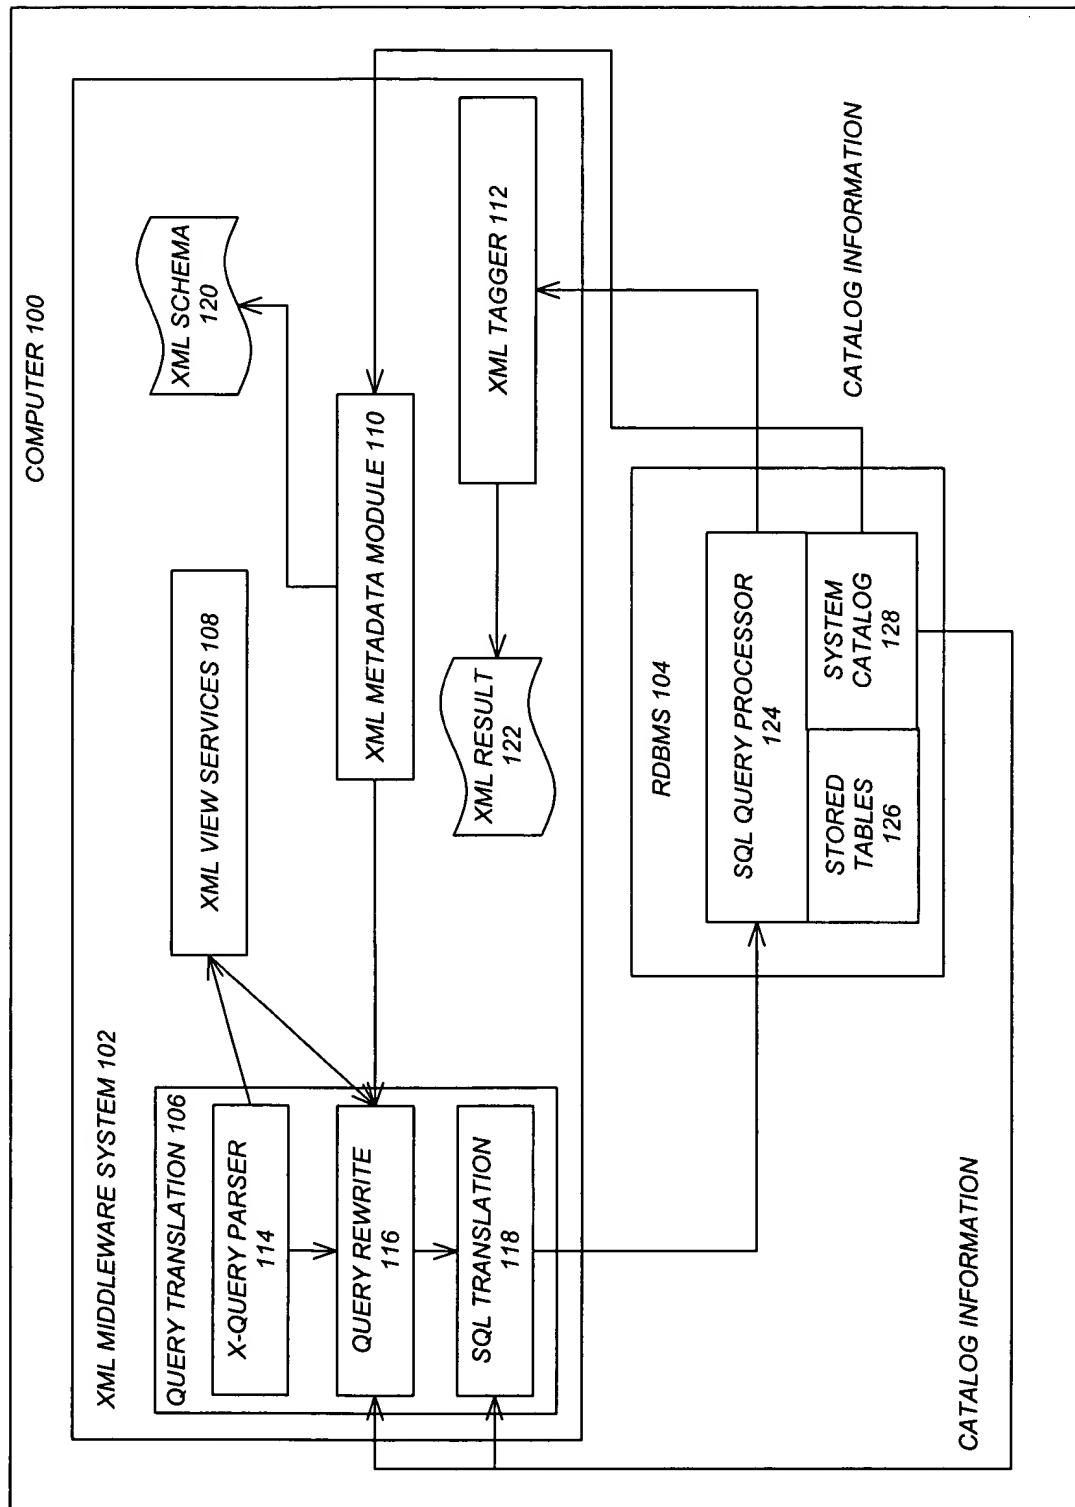 COMPUTER 100
XML MIDDLEWARE SYSTEM 102
QUERY TRANSLATION 106
X-QUERY PARSER
114
QUERY REWRITE
116
SQL TRANSLATION
118
XML VIEW SERVICES 108
XML SCHEMA
120
XML METADATA MODULE 110
XML RESULT
122
XML TAGGER 112
RDBMS 104
SQL QUERY PROCESSOR
124
STORED
TABLES
126
SYSTEM
CATALOG
128
CATALOG INFORMATION
CATALOG INFORMATION